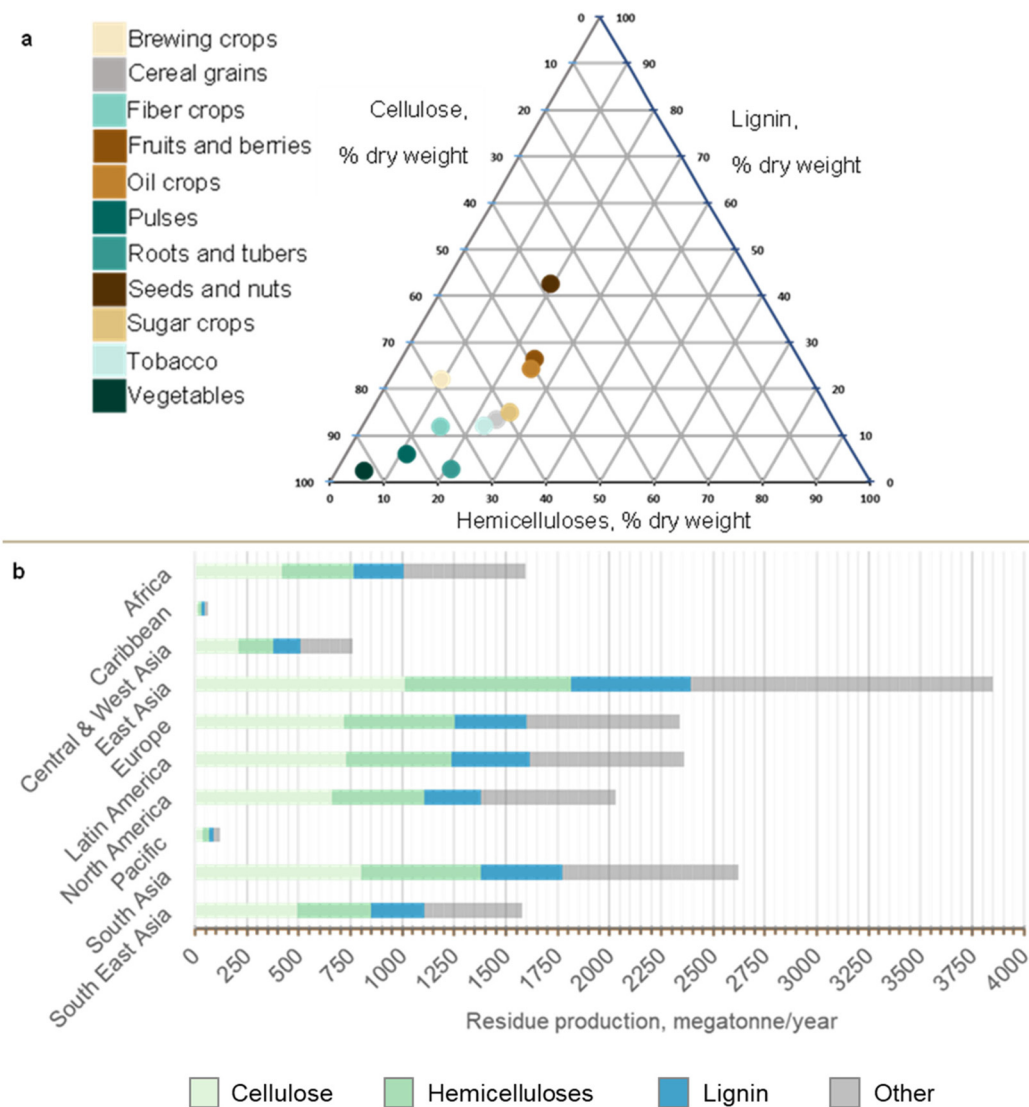 a
Brewing crops
Cereal grains
Fiber crops
Fruits and berries
Oil crops
Pulses
Roots and tubers
Seeds and nuts
Sugar crops
Tobacco
Vegetables
Cellulose,
% dry weight
Lignin,
% dry weight
0 100
10 90
20 80
30 70
40 60
50 50
60 40
70 30
80 20
90 10
100 0
0 10 20 30 40 50 60 70 80 90 100
Hemicelluloses, % dry weight
b
Africa
Caribbean
Central & West Asia
East Asia
Europe
Latin America
North America
Pacific
South Asia
South East Asia
0 250 500 750 1000 1250 1500 1750 2000 2250 2500 2750 3000 3250 3500 3750 4000
Residue production, megatonne/year
Cellulose Hemicelluloses Lignin Other